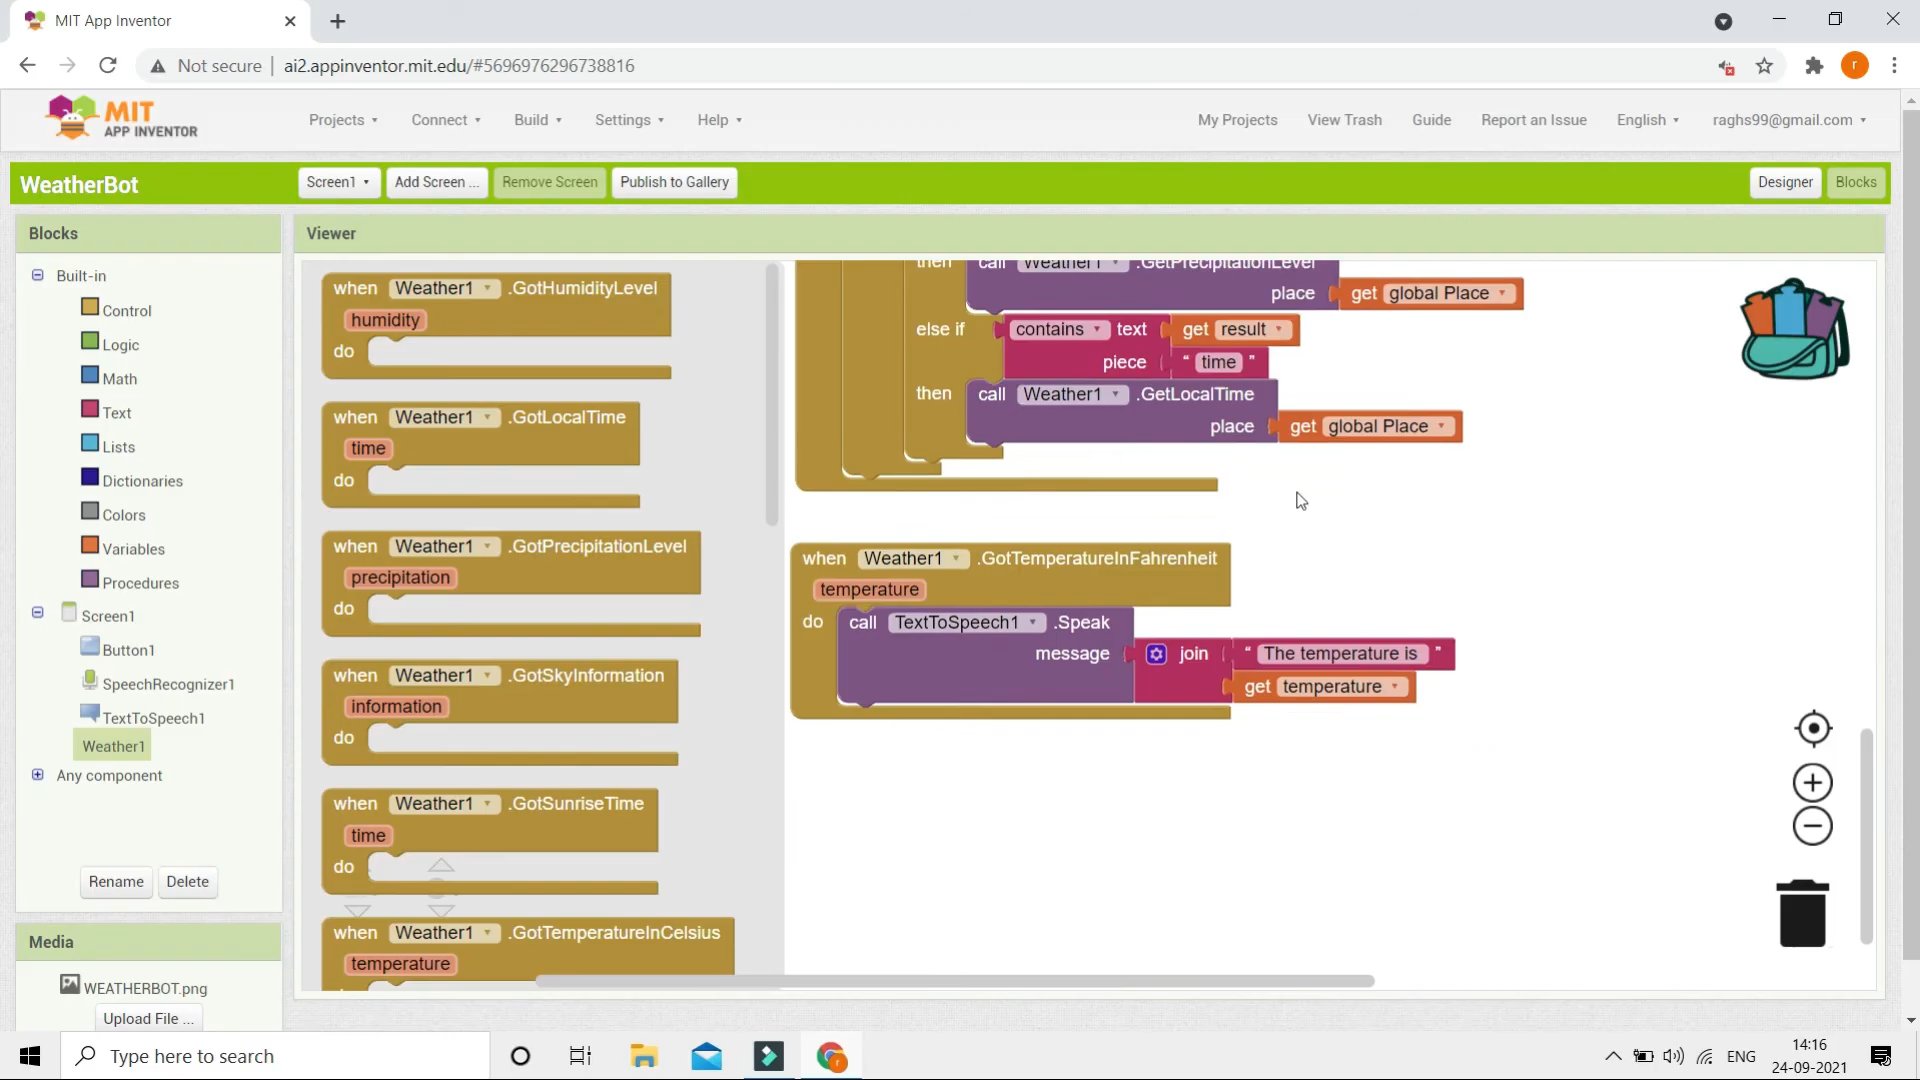 MIT App Inventor
Not secure
ai2.appinventor.mit.edu/#5696976296738816
r
MIT
APP INVENTOR
Projects
Connect
Build
Settings
Help
My Projects
View Trash
Guide
Report an Issue
English
raghs99@gmail.com
WeatherBot
Screen1
Add Screen ...
Remove Screen
Publish to Gallery
Designer
Blocks
Blocks
Built-in
Control
Logic
Math
Text
Lists
Dictionaries
Colors
Variables
Procedures
Screen1
Button1
SpeechRecognizer1
TextToSpeech1
Weather1
Any component
Rename
Delete
Media
WEATHERBOT.png
Upload File ...
Viewer
when Weather1 .GotHumidityLevel
humidity
do
when Weather1 .GotLocalTime
time
do
when Weather1 .GotPrecipitationLevel
precipitation
do
when Weather1 .GotSkyInformation
information
do
when Weather1 .GotSunriseTime
time
do
when Weather1 .GotTemperatureInCelsius
temperature
then call Weather1 .GetPrecipitationLevel
place get global Place
else if contains text get result
piece " time "
then call Weather1 .GetLocalTime
place get global Place
when Weather1 .GotTemperatureInFahrenheit
temperature
do call TextToSpeech1 .Speak
message join " The temperature is "
get temperature
Type here to search
r
ENG
14:16
24-09-2021